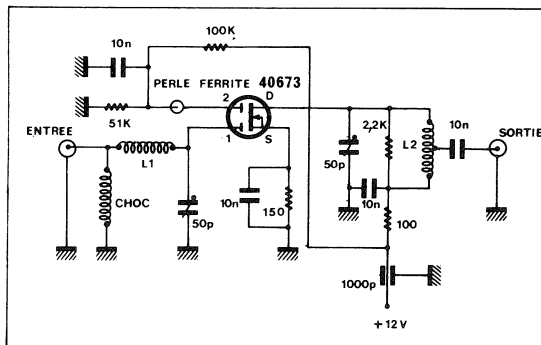 100K
10n
PERLE FERRITE 40673
D
2
51K
ENTREE
1
S
L1
2,2K
L2
10n
SORTIE
50p
CHOC
10n
150
10n
50p
100
1000p
+12V